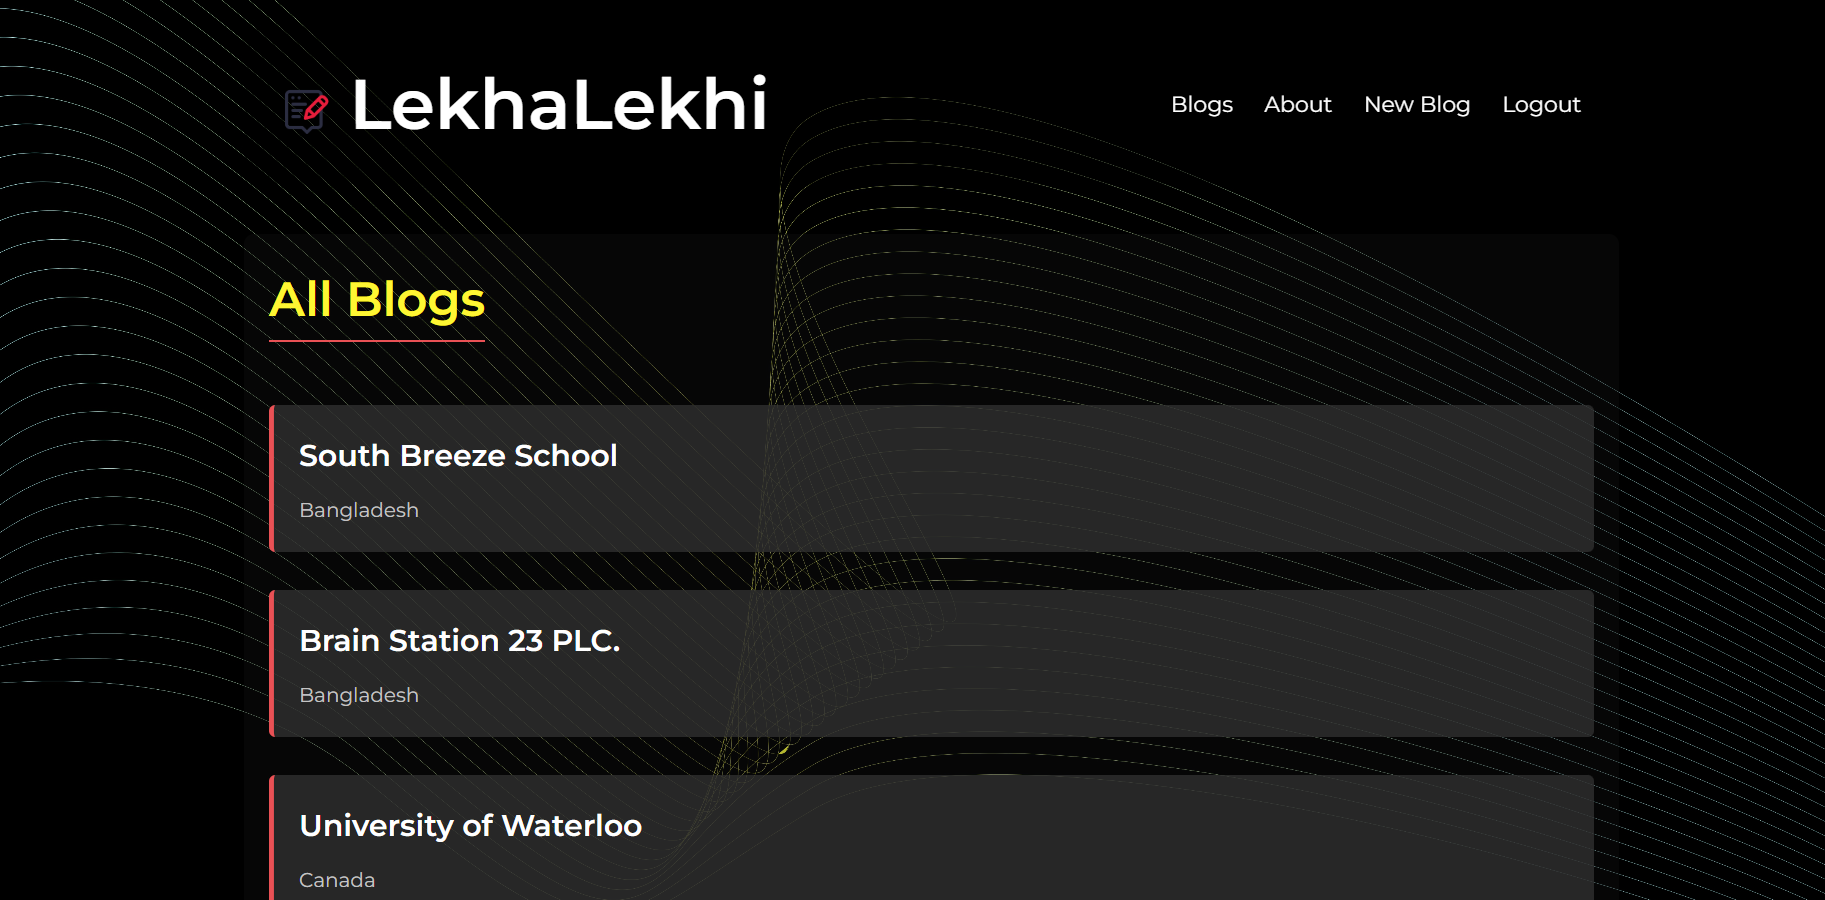 LekhaLekhi
Blogs About New Blog Logout
All Blogs
South Breeze School
Bangladesh
Brain Station 23 PLC.
Bangladesh
University of Waterloo
Canada